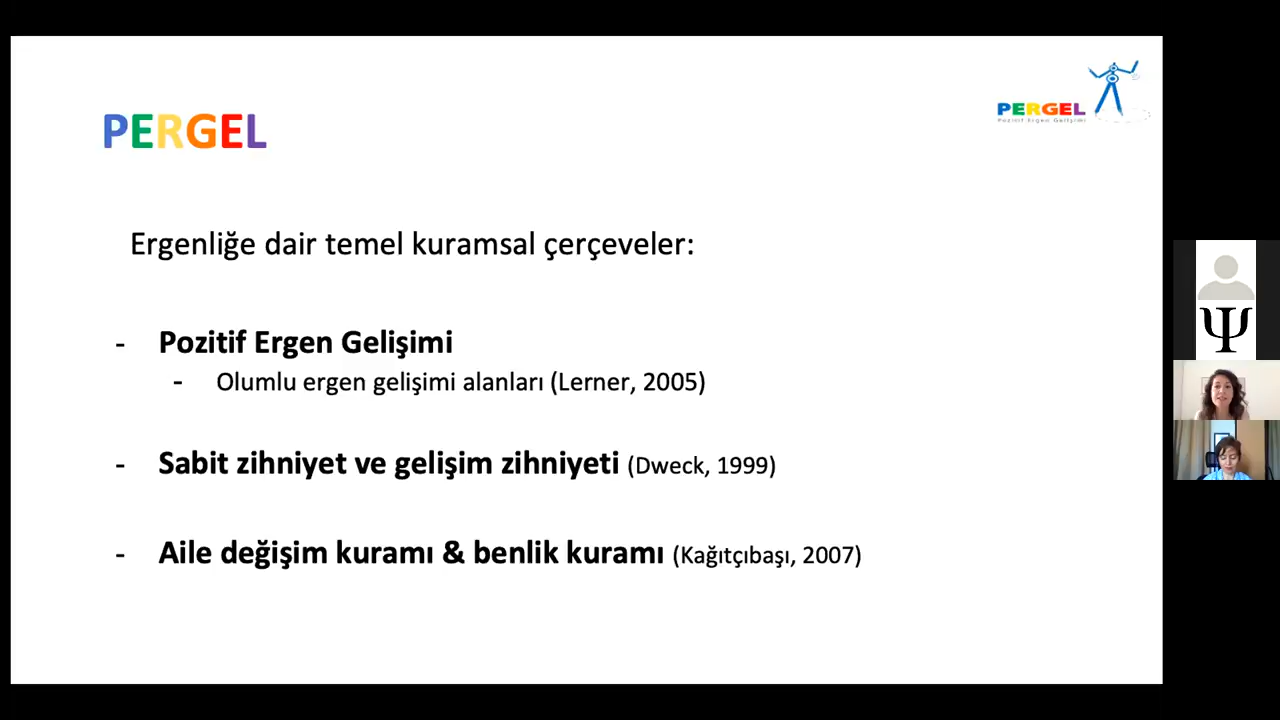 PERGEL
PERGEL
Pozitif Ergen Gelişimi
Ergenliğe dair temel kuramsal çerçeveler:
- Pozitif Ergen Gelişimi
- Olumlu ergen gelişimi alanları (Lerner, 2005)
- Sabit zihniyet ve gelişim zihniyeti (Dweck, 1999)
- Aile değişim kuramı & benlik kuramı (Kağıtçıbaşı, 2007)
Ψ